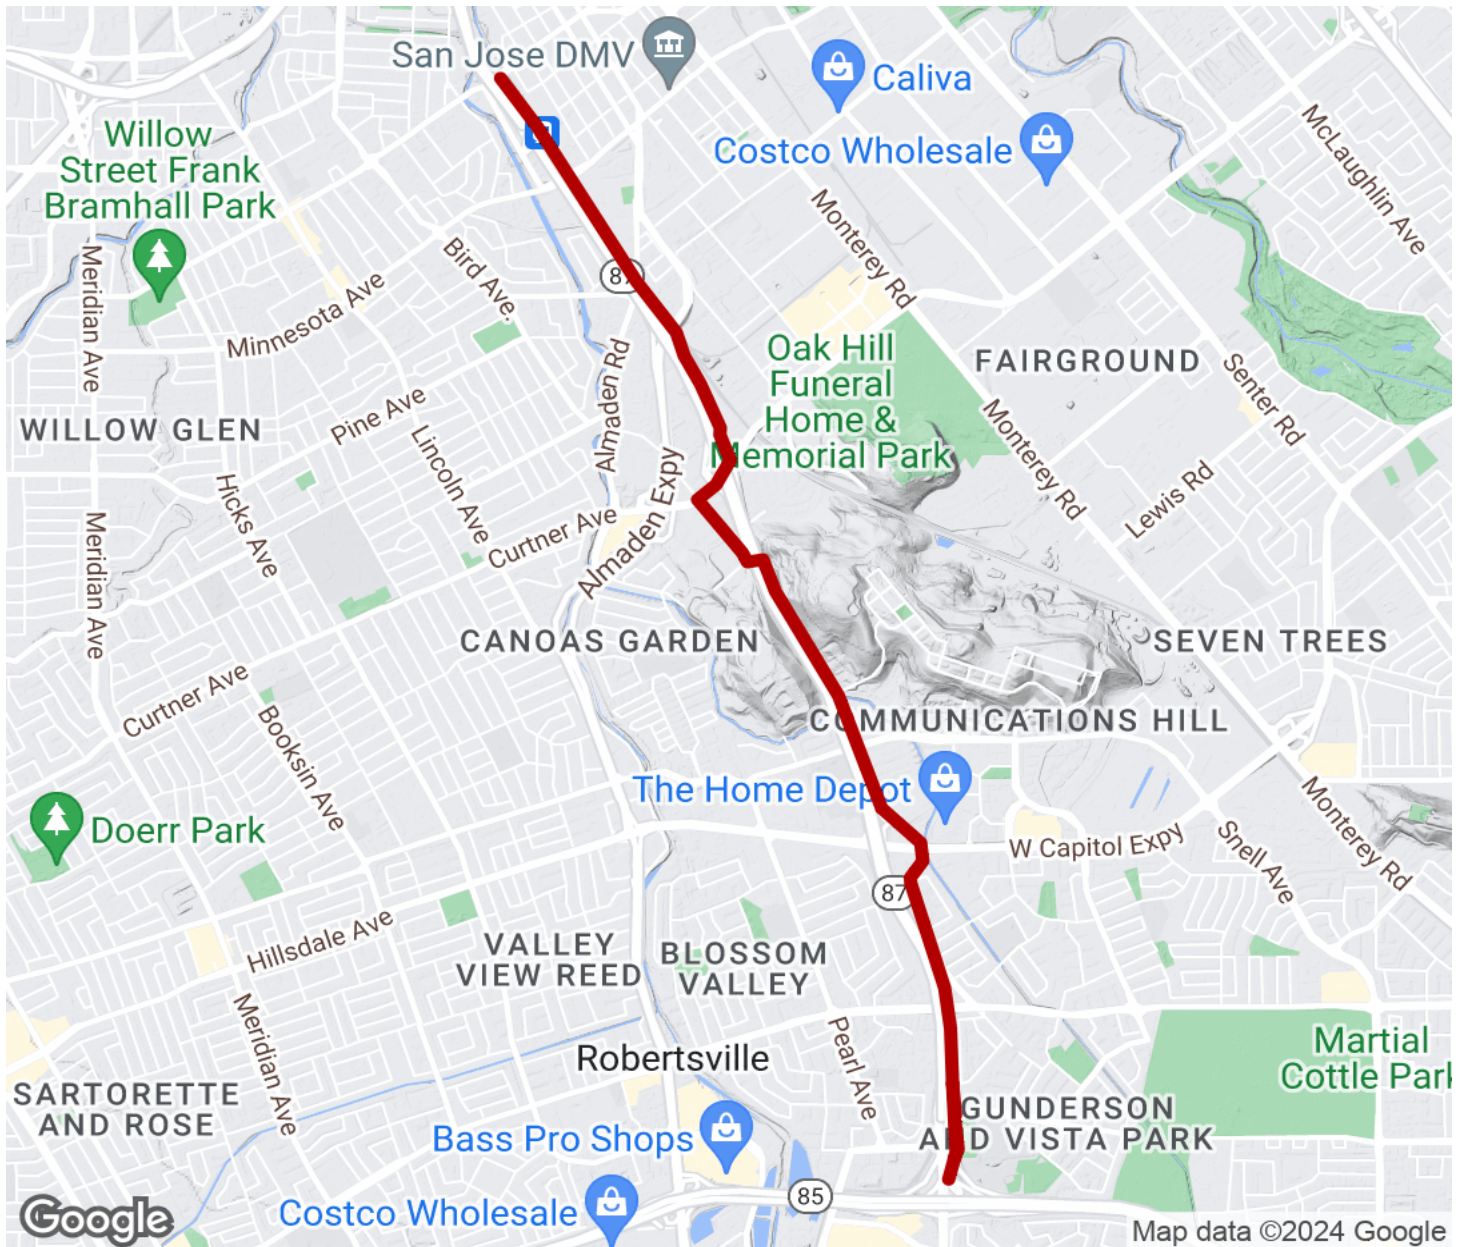 San Jose DMV
Caliva
Costco Wholesale
McLaughlin Ave
Willow
Street Frank
Bramhall Park
Monterey Rd
Meridian Ave
Bird Ave.
87
Minnesota Ave
Oak Hill
Funeral
Home &
Memorial Park
FAIRGROUND
Almaden Rd
Senter Rd
WILLOW GLEN
Pine Ave
Lincoln Ave
Monterey Rd
Almaden Expy
Hicks Ave
Lewis Rd
Meridian Ave
Curtner Ave
CANOAS GARDEN
SEVEN TREES
Curtner Ave
COMMUNICATIONS HILL
Booksin Ave
The Home Depot
Doerr Park
W Capitol Expy
Monterey Rd
Snell Ave
87
Hillsdale Ave
VALLEY
VIEW REED
BLOSSOM
VALLEY
Meridian Ave
Pearl Ave
Robertsville
Martial
Cottle Park
SARTORETTE
AND ROSE
GUNDERSON
AND VISTA PARK
Bass Pro Shops
85
Costco Wholesale
Google
Map data ©2024 Google